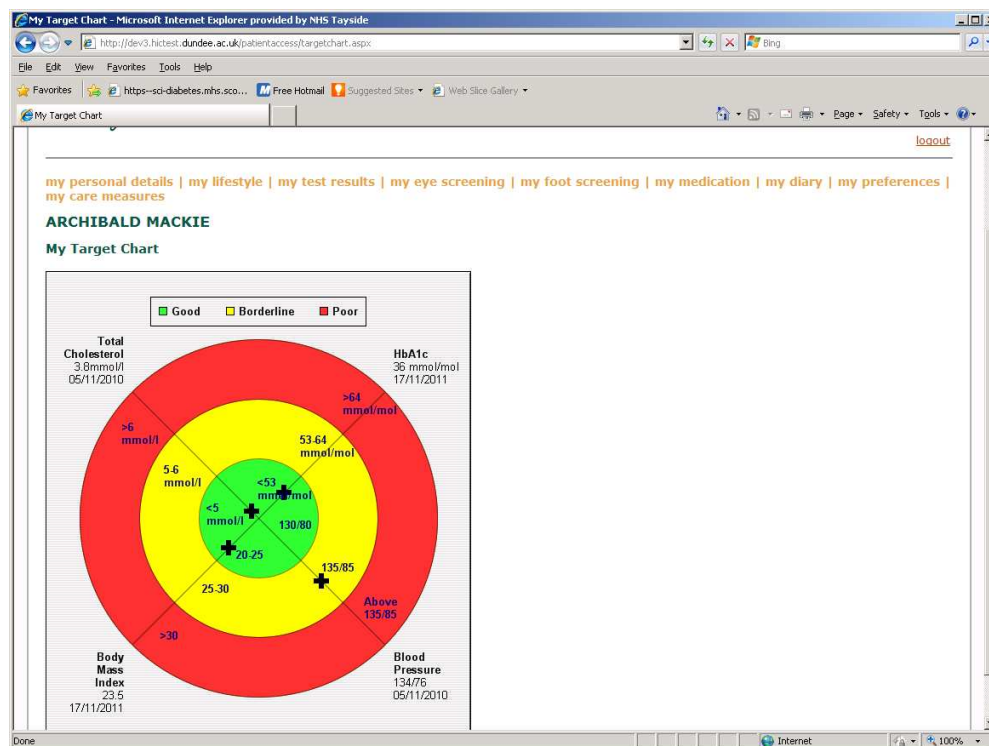 My Target Chart - Microsoft Internet Explorer provided by NHS Tayside
http://dev3.hictest.dundee.ac.uk/patientaccess/targetchart.aspx
Bing
File Edit View Favorites Tools Help
Favorites https--sci-diabetes.mhs.sco... Free Hotmail Suggested Sites Web Slice Gallery
My Target Chart
Page Safety Tools
logout
my personal details | my lifestyle | my test results | my eye screening | my foot screening | my medication | my diary | my preferences |
my care measures
ARCHIBALD MACKIE
My Target Chart
Good Borderline Poor
Total
Cholesterol
3.8mmol/l
05/11/2010
HbA1c
36 mmol/mol
17/11/2011
>64
mmol/mol
>6
mmol/l
53-64
mmol/mol
5-6
mmol/l
<53
mmol/mol
<5
mmol/l
130/80
20-25
135/85
25-30
Above
135/85
>30
Body
Mass
Index
23.5
17/11/2011
Blood
Pressure
134/76
05/11/2010
Done
Internet
100%